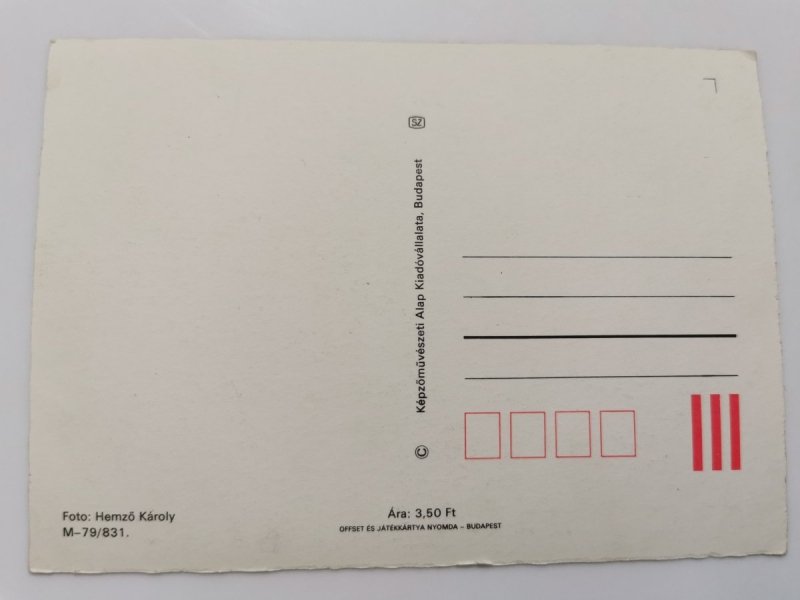 SZ
© Képzőművészeti Alap Kiadóvállalata, Budapest
Foto: Hemző Károly
M–79/831.
Ára: 3,50 Ft
OFFSET ÉS JÁTÉKKÁRTYA NYOMDA – BUDAPEST